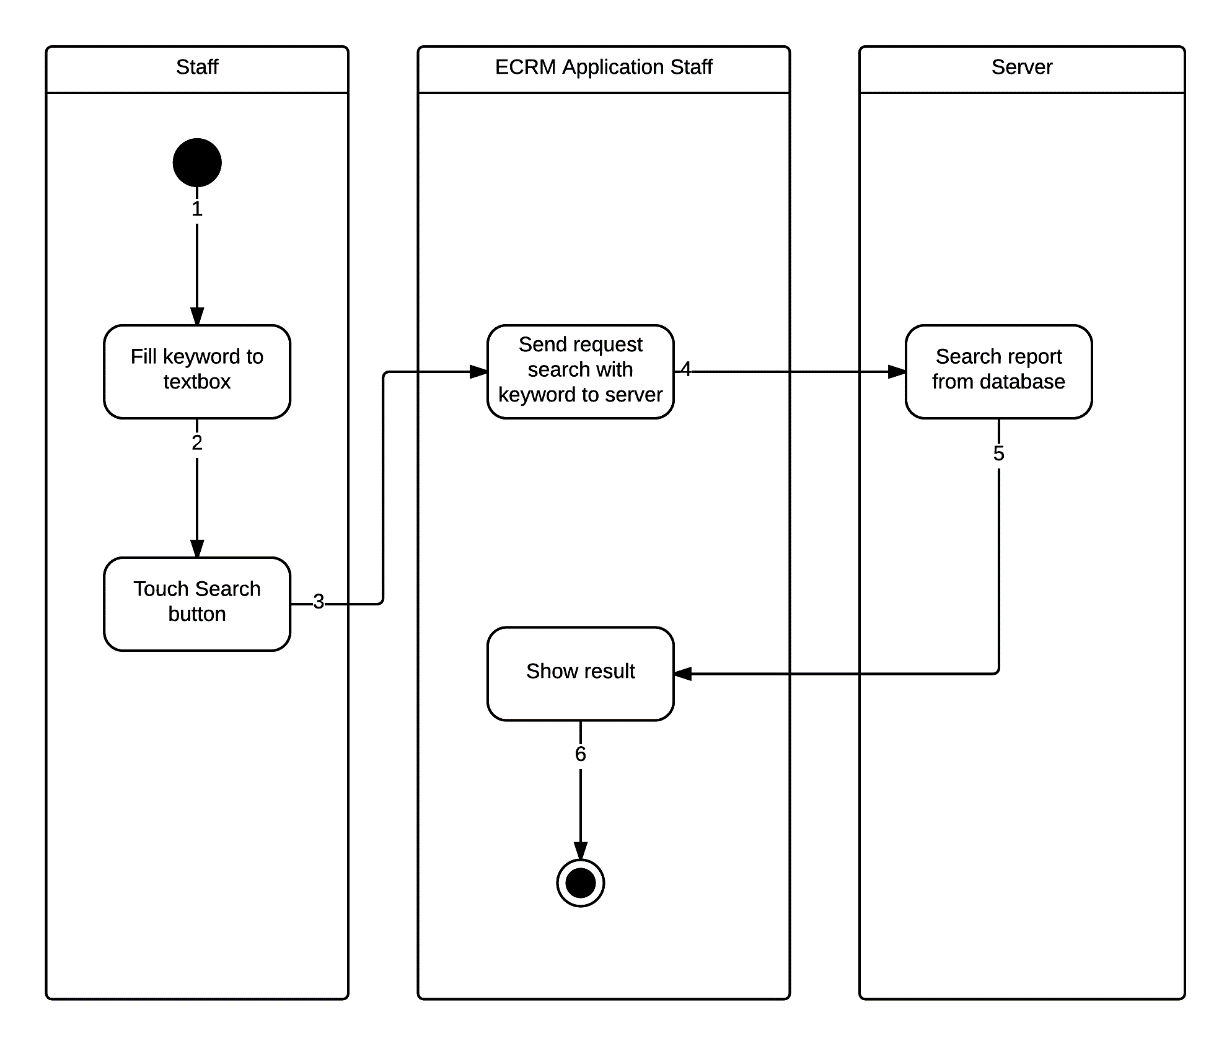 Staff
ECRM Application Staff
Server
1
Fill keyword to
textbox
2
Touch Search
button
3
Send request
search with
keyword to server
4
Search report
from database
5
Show result
6